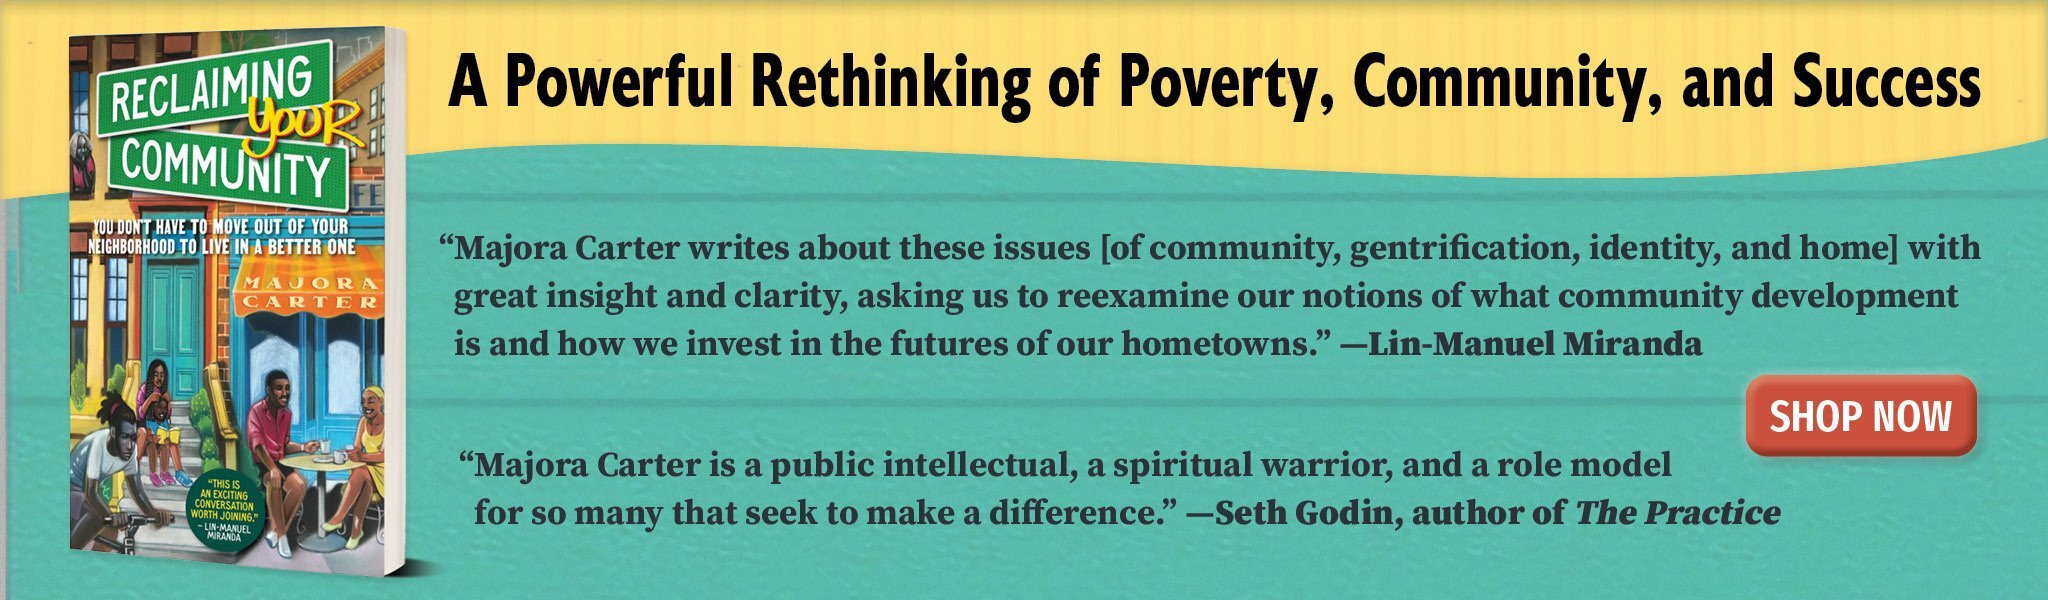 RECLAIMING
YOUR
COMMUNITY
YOU DON'T HAVE TO MOVE OUT OF YOUR
NEIGHBORHOOD TO LIVE IN A BETTER ONE
MAJORA
CARTER
"THIS IS
AN EXCITING
CONVERSATION
WORTH JOINING."
– LIN-MANUEL
MIRANDA
A Powerful Rethinking of Poverty, Community, and Success
“Majora Carter writes about these issues [of community, gentrification, identity, and home] with
great insight and clarity, asking us to reexamine our notions of what community development
is and how we invest in the futures of our hometowns.” —Lin-Manuel Miranda
SHOP NOW
“Majora Carter is a public intellectual, a spiritual warrior, and a role model
for so many that seek to make a difference.” —Seth Godin, author of The Practice